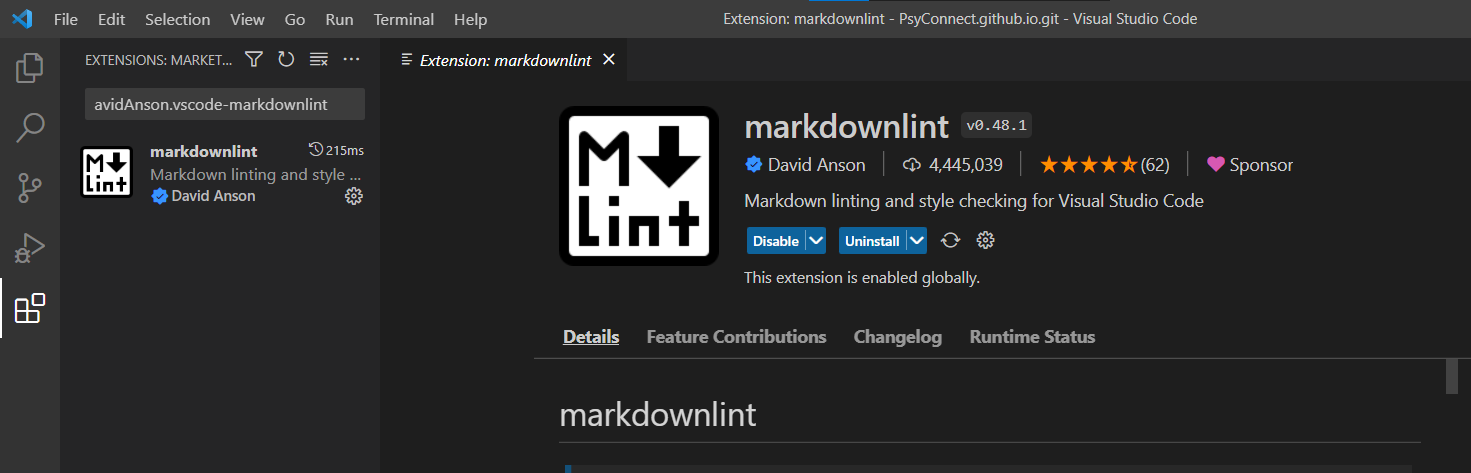 File Edit Selection View Go Run Terminal Help
Extension: markdownlint - PsyConnect.github.io.git - Visual Studio Code
EXTENSIONS: MARKET...
avidAnson.vscode-markdownlint
M
Lint
markdownlint 215ms
Markdown linting and style ...
David Anson
Extension: markdownlint
M
Lint
markdownlint v0.48.1
David Anson 4,445,039 (62) Sponsor
Markdown linting and style checking for Visual Studio Code
Disable Uninstall
This extension is enabled globally.
Details Feature Contributions Changelog Runtime Status
markdownlint